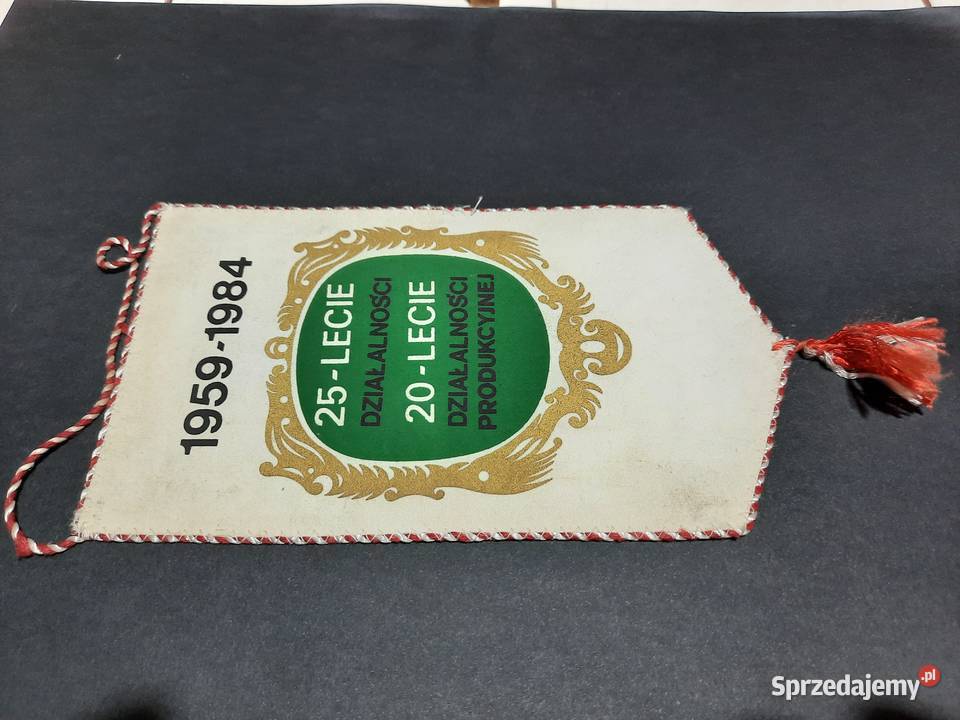 1959-1984
25-LECIE
DZIAŁALNOŚCI
20-LECIE
DZIAŁALNOŚCI
PRODUKCYJNEJ
Sprzedajemy.pl